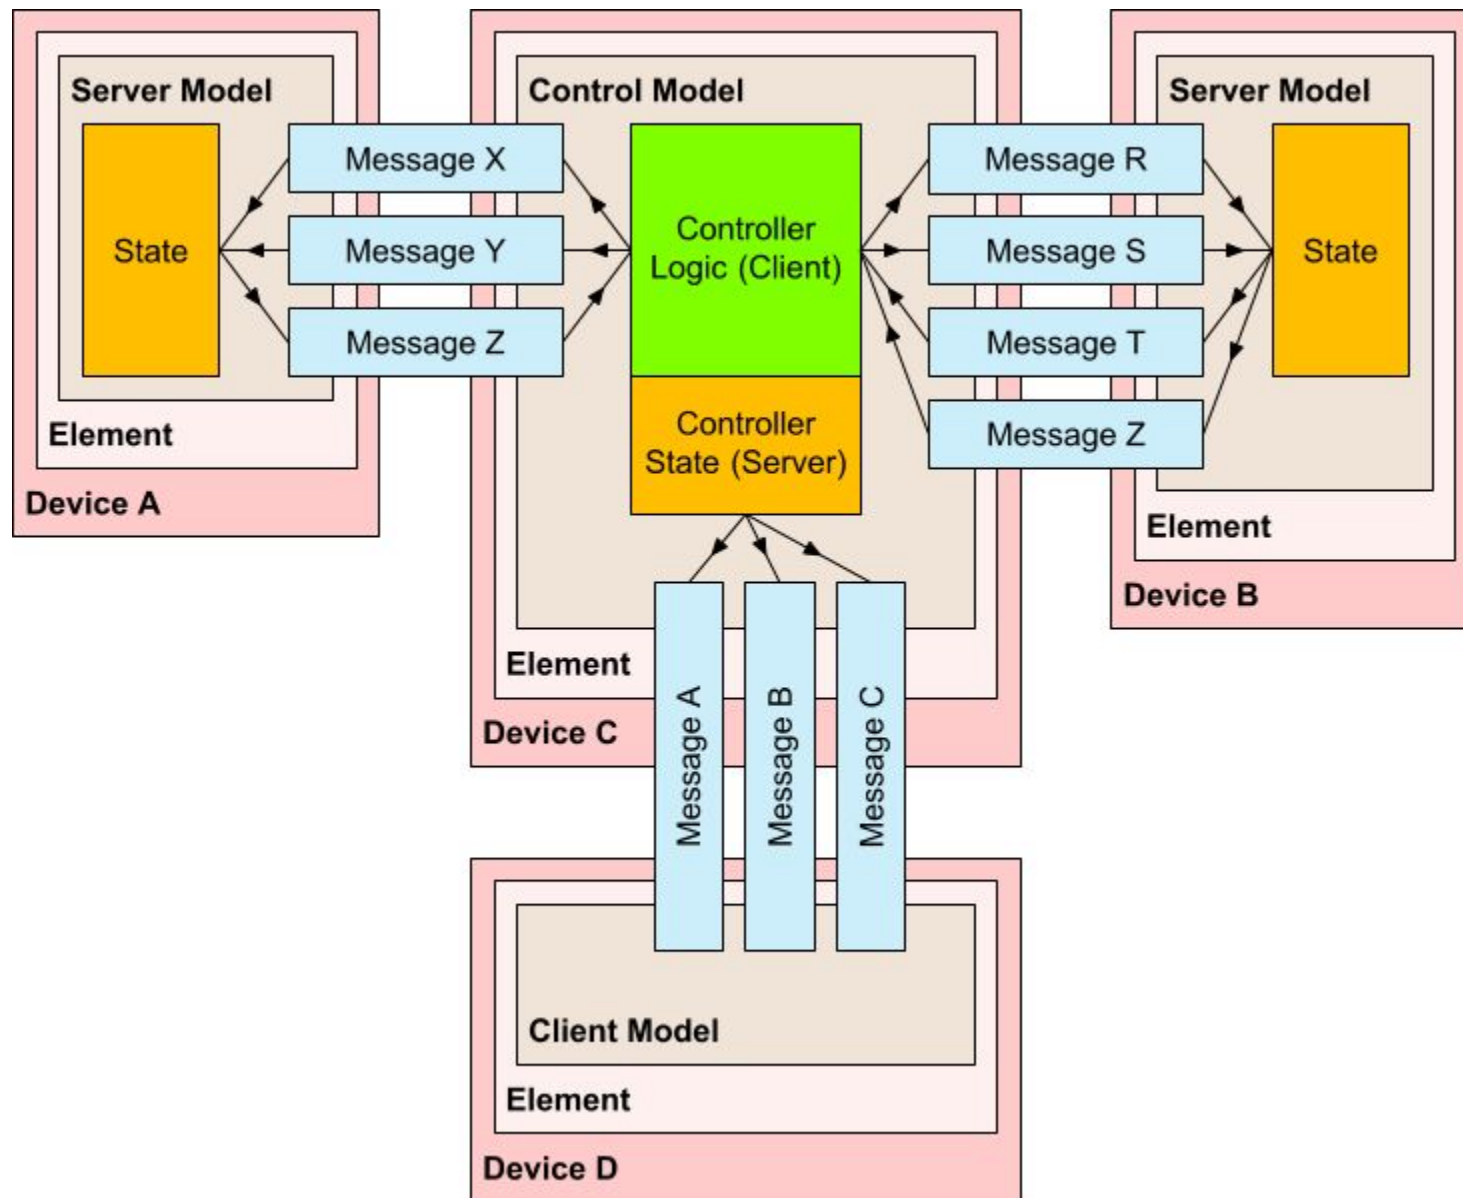 Server Model
Control Model
Server Model
Message X
Message R
State
Message Y
Controller
Logic (Client)
Message S
State
Message Z
Message T
Controller
State (Server)
Message Z
Element
Device A
Element
Device B
Element
Device C
Message A
Message B
Message C
Client Model
Element
Device D